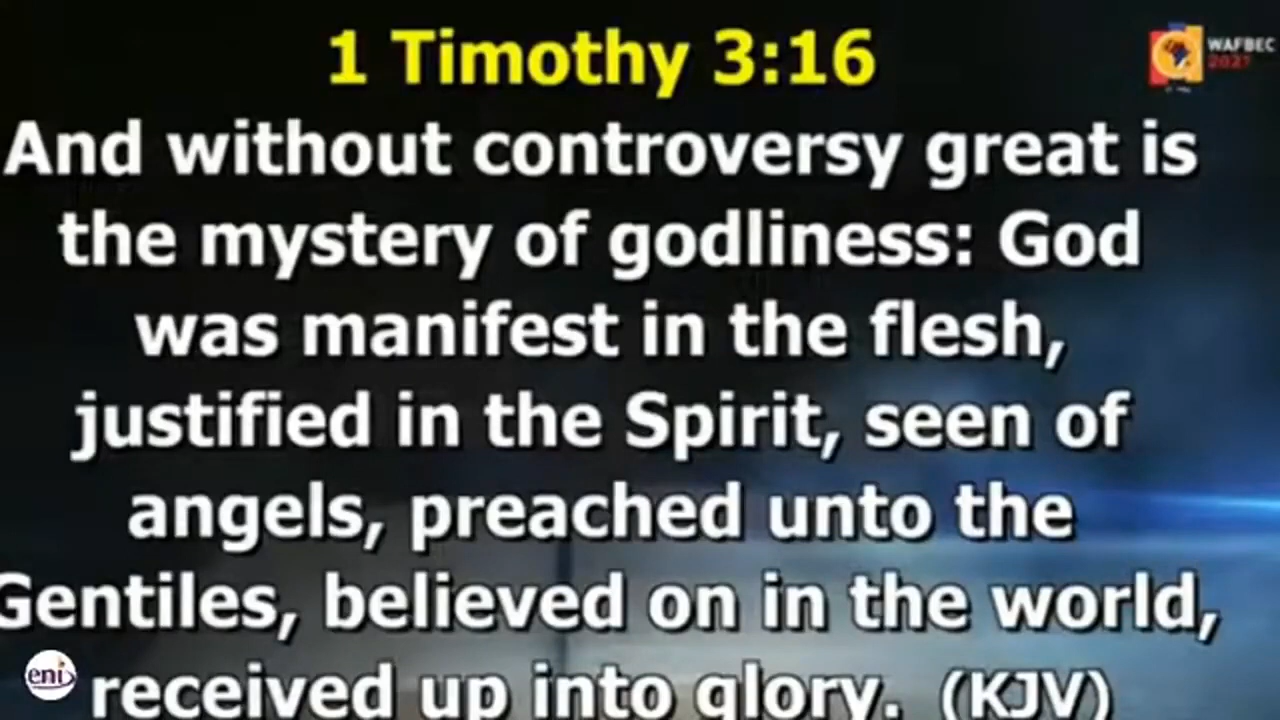 1 Timothy 3:16
WAFBEC
2021
And without controversy great is
the mystery of godliness: God
was manifest in the flesh,
justified in the Spirit, seen of
angels, preached unto the
Gentiles, believed on in the world,
received up into glory. (KJV)
eni